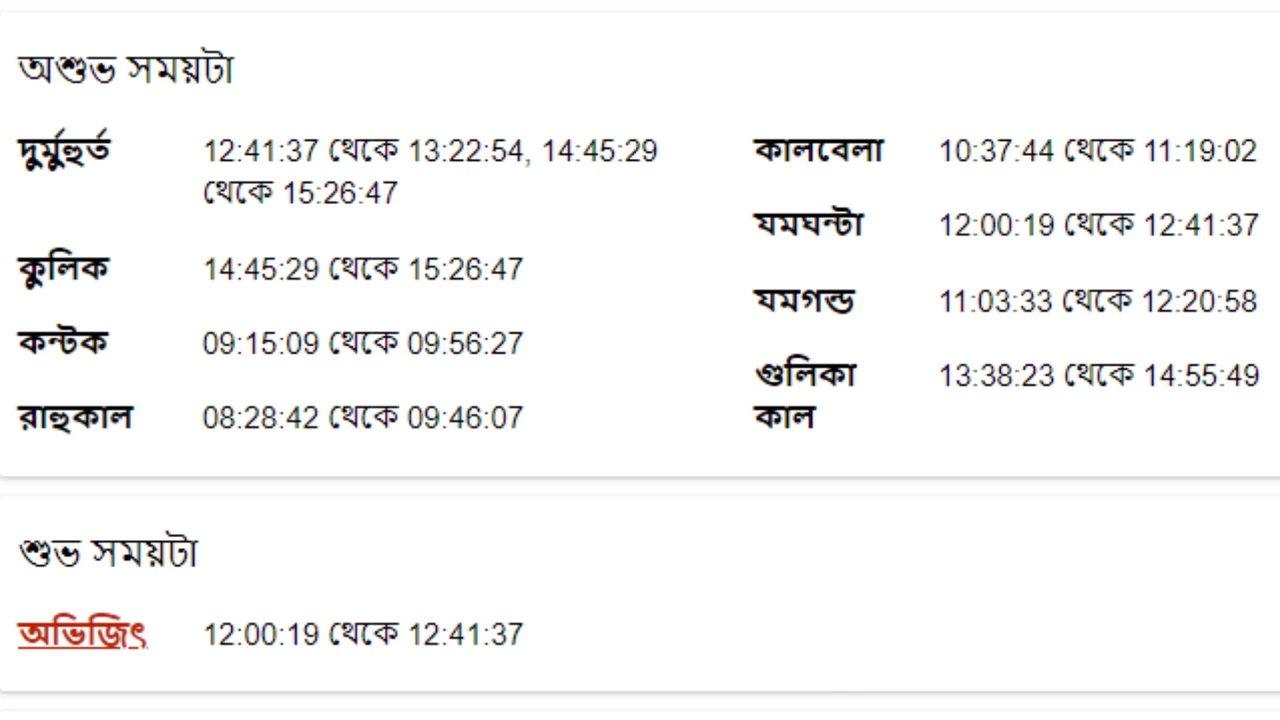 অশুভ সময়টা
দুর্মুহুর্ত 12:41:37 থেকে 13:22:54, 14:45:29
থেকে 15:26:47
কুলিক 14:45:29 থেকে 15:26:47
কন্টক 09:15:09 থেকে 09:56:27
রাহুকাল 08:28:42 থেকে 09:46:07
কালবেলা 10:37:44 থেকে 11:19:02
যমঘন্টা 12:00:19 থেকে 12:41:37
যমগন্ড 11:03:33 থেকে 12:20:58
গুলিকা 13:38:23 থেকে 14:55:49
কাল
শুভ সময়টা
অভিজিৎ 12:00:19 থেকে 12:41:37